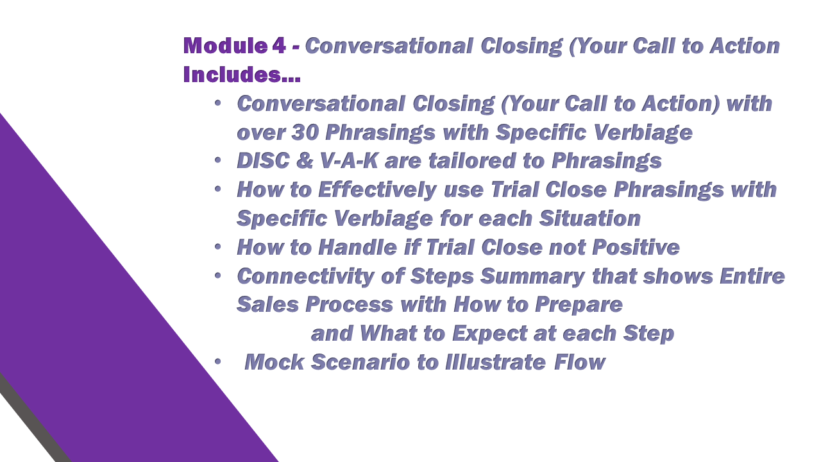 Module 4 - Conversational Closing (Your Call to Action
Includes...
• Conversational Closing (Your Call to Action) with
over 30 Phrasings with Specific Verbiage
• DISC & V-A-K are tailored to Phrasings
• How to Effectively use Trial Close Phrasings with
Specific Verbiage for each Situation
• How to Handle if Trial Close not Positive
• Connectivity of Steps Summary that shows Entire
Sales Process with How to Prepare
and What to Expect at each Step
• Mock Scenario to Illustrate Flow